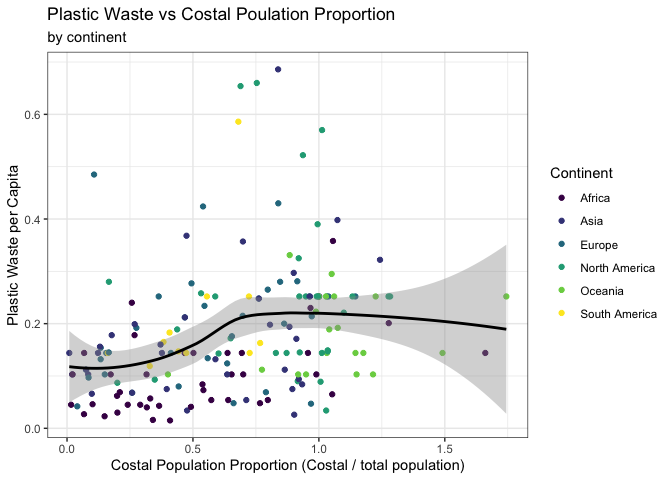 Plastic Waste vs Costal Poulation Proportion
by continent
Plastic Waste per Capita
0.6
0.4
0.2
0.0
0.0
0.5
1.0
1.5
Costal Population Proportion (Costal / total population)
Continent
Africa
Asia
Europe
North America
Oceania
South America